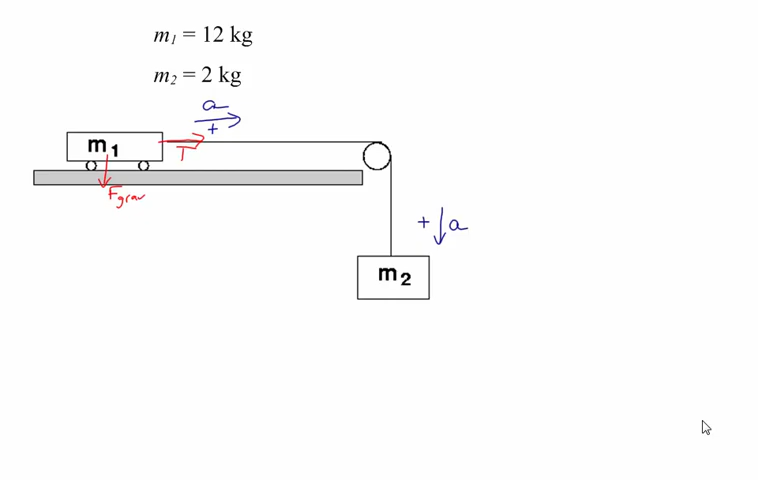 m₁ = 12 kg
m₂ = 2 kg
a
+
m₁
T
Fgrav
+ a
m₂